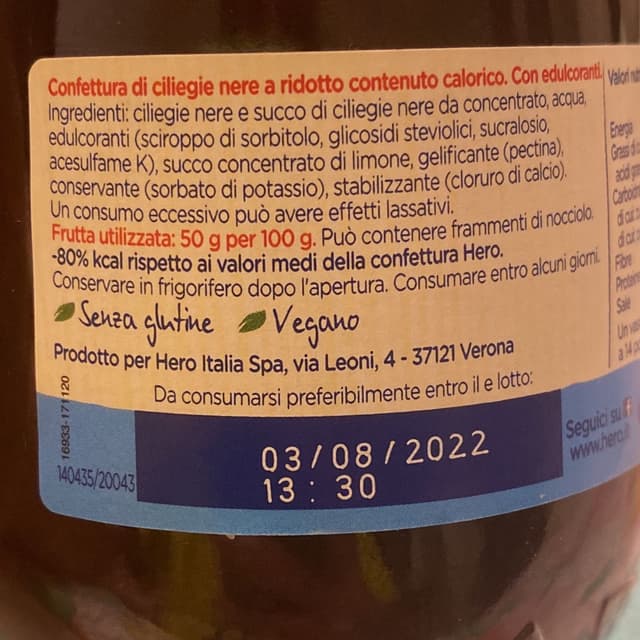 Confettura di ciliegie nere a ridotto contenuto calorico. Con edulcoranti.
Ingredienti: ciliegie nere e succo di ciliegie nere da concentrato, acqua,
edulcoranti (sciroppo di sorbitolo, glicosidi steviolici, sucralosio,
acesulfame K), succo concentrato di limone, gelificante (pectina),
conservante (sorbato di potassio), stabilizzante (cloruro di calcio).
Un consumo eccessivo può avere effetti lassativi.
Frutta utilizzata: 50 g per 100 g. Può contenere frammenti di nocciolo.
-80% kcal rispetto ai valori medi della confettura Hero.
Conservare in frigorifero dopo l'apertura. Consumare entro alcuni giorni.
Senza glutine Vegano
Prodotto per Hero Italia Spa, via Leoni, 4 - 37121 Verona
Da consumarsi preferibilmente entro il e lotto:
03/08/2022
13:30
16933-171120
140435/20043
Valori
Energia
Grassi
Fibre
Sale
Seguici su
www.hero.it